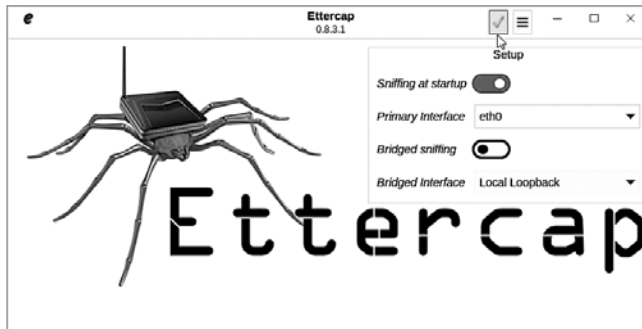 e
Ettercap
0.8.3.1
Setup
Sniffing at startup
Primary Interface eth0
Bridged sniffing
Bridged Interface Local Loopback
Ettercap